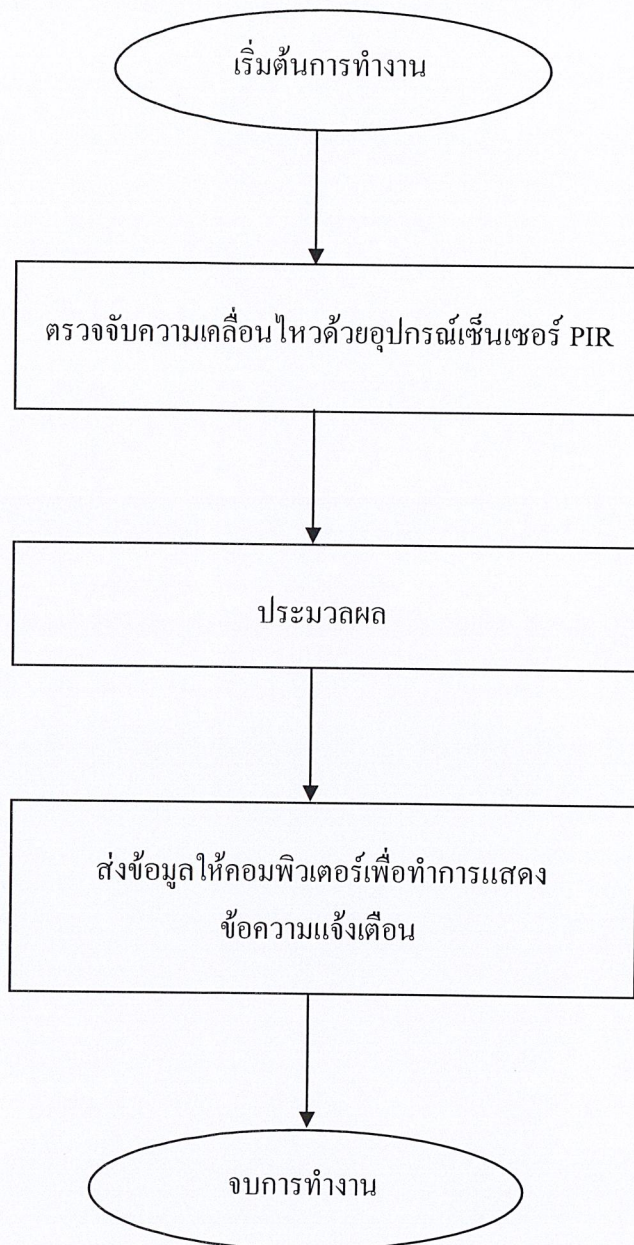 เริ่มต้นการทำงาน
ตรวจจับความเคลื่อนไหวด้วยอุปกรณ์เซ็นเซอร์ PIR
ประมวลผล
ส่งข้อมูลให้คอมพิวเตอร์เพื่อทำการแสดง
ข้อความแจ้งเตือน
จบการทำงาน